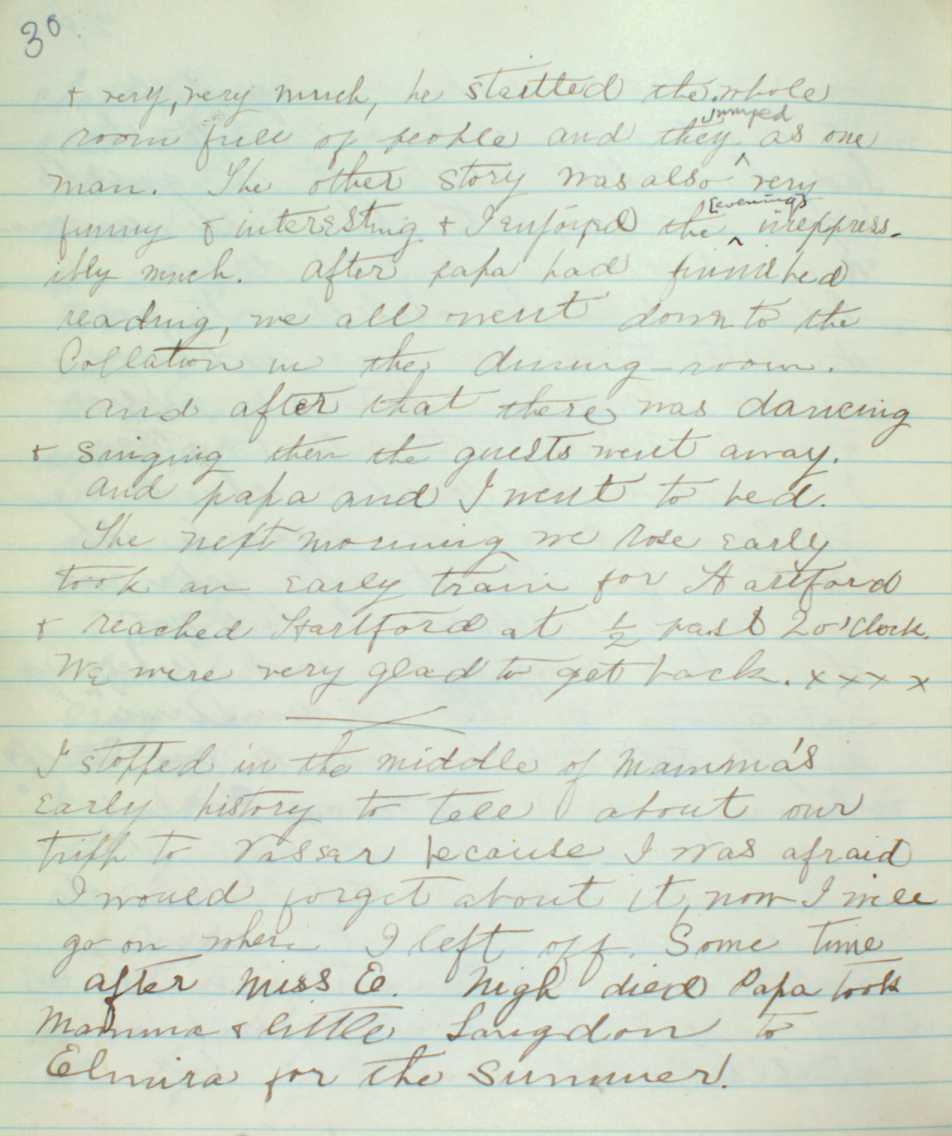 30
& very, very much, he startled the whole
room full of people and they jumped as one
man. The other story was also very
funny & interesting & I enjoyed the [evening] inexpress-
ibly much. After papa had finnished
reading, we all went down to the
Collation in the dining-room.
and after that there was dancing
& singing then the guests went away.
and papa and I went to bed.
The next morning we rose early
took an early train for Hartford
& reached Hartford at 1/2 past 2 o'clock.
We were very glad to get back. x x x x
I stopped in the middle of Mamma's
early history to tell about our
tripp to Vassar because I was afraid
I would forget about it, now I will
go on where I left off. Some time
after Miss E. Nigh died Papa took
Mamma & little Langdon to
Elmira for the Summer.